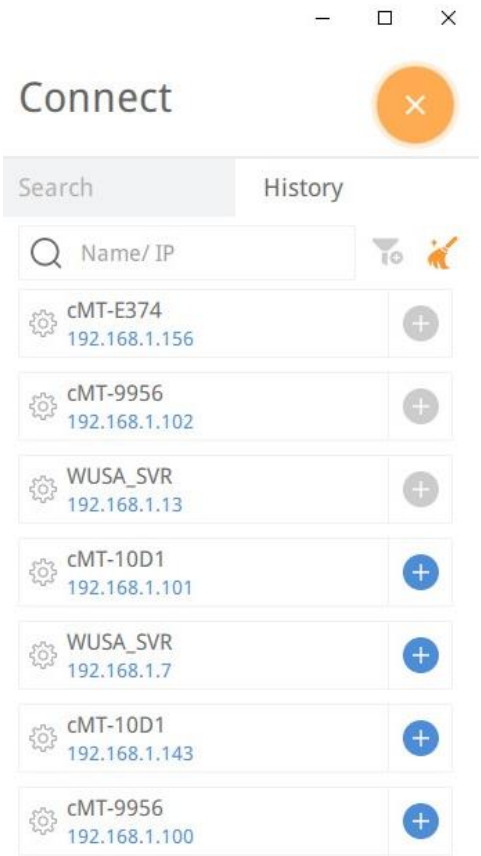 Connect
Search
History
Name/ IP
cMT-E374
192.168.1.156
cMT-9956
192.168.1.102
WUSA_SVR
192.168.1.13
cMT-10D1
192.168.1.101
WUSA_SVR
192.168.1.7
cMT-10D1
192.168.1.143
cMT-9956
192.168.1.100